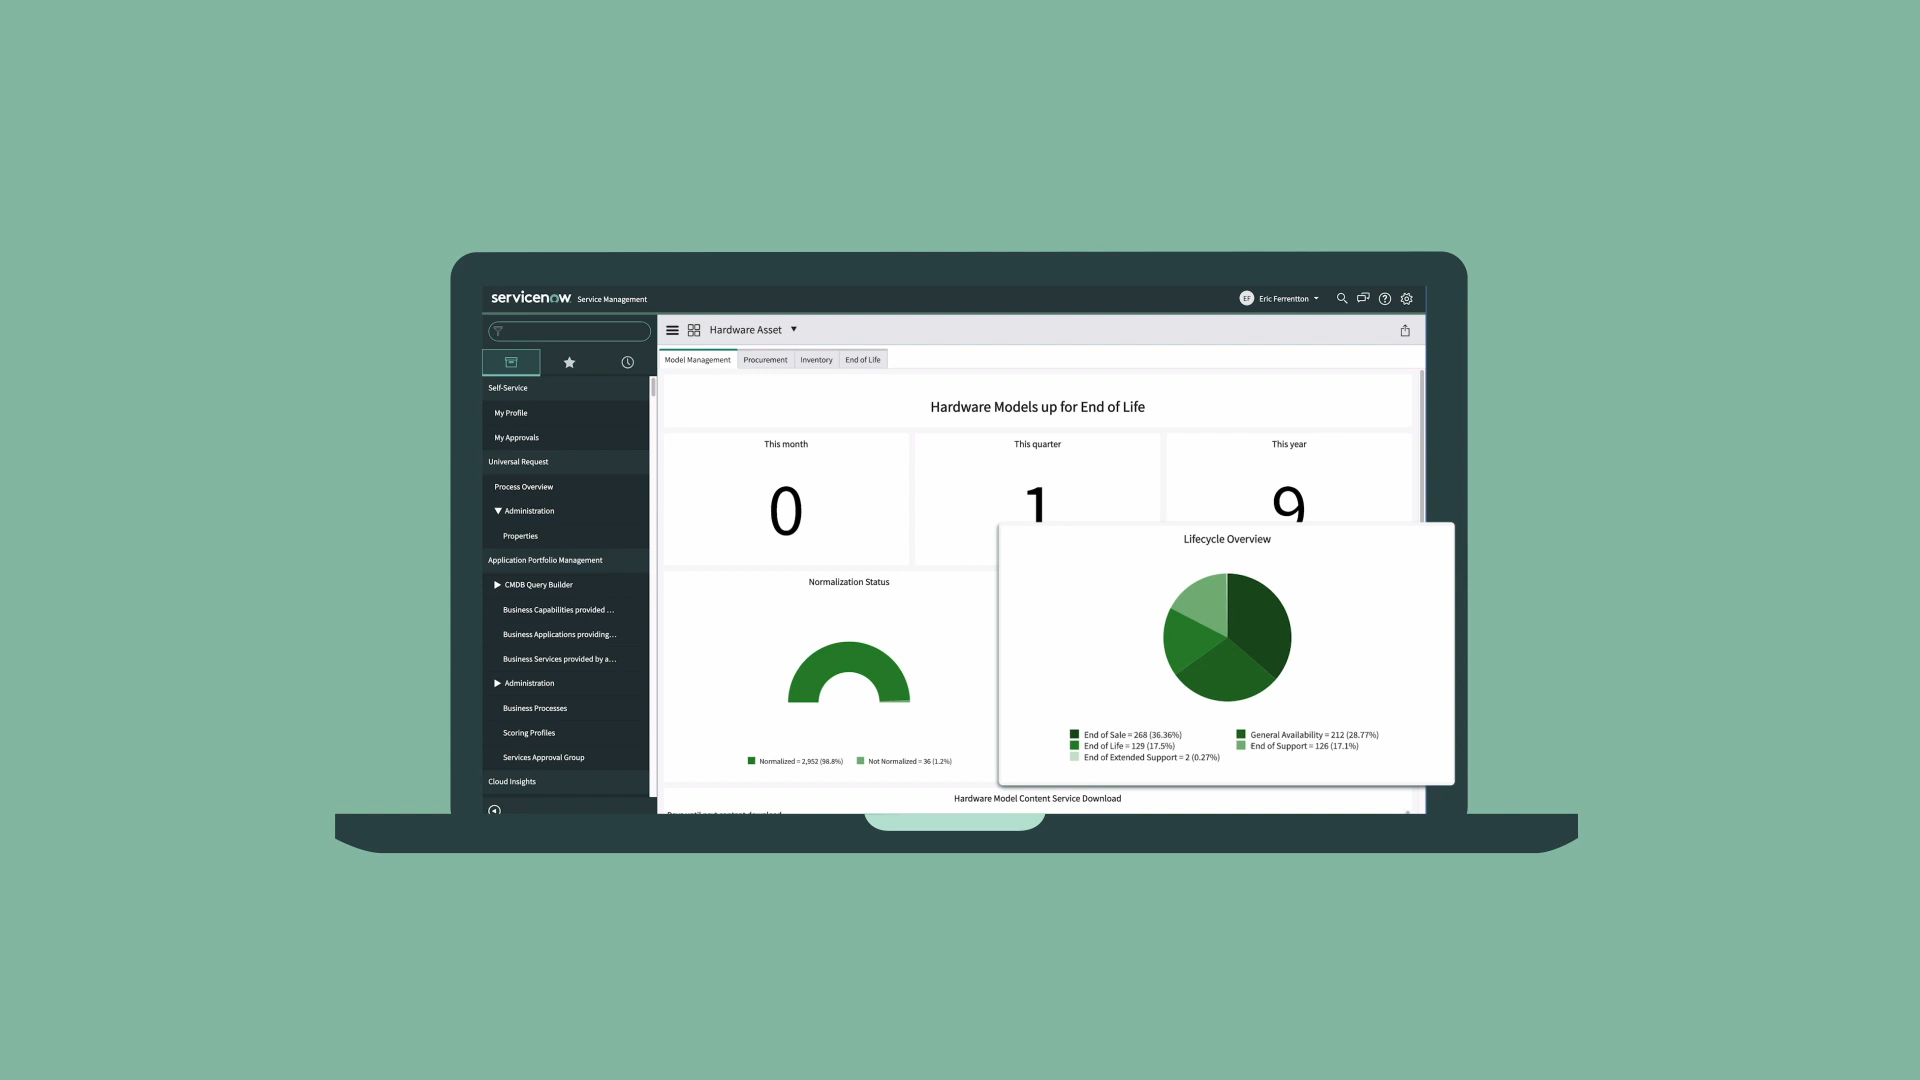 servicenow Service Management
EF Eric Ferrentton
Hardware Asset
Model Management Procurement Inventory End of Life
Self-Service
My Profile
My Approvals
Universal Request
Process Overview
Administration
Properties
Application Portfolio Management
CMDB Query Builder
Business Capabilities provided ...
Business Applications providing...
Business Services provided by a...
Administration
Business Processes
Scoring Profiles
Services Approval Group
Cloud Insights
Hardware Models up for End of Life
This month
0
This quarter
1
This year
9
Normalization Status
Normalized = 2,952 (98.8%) Not Normalized = 36 (1.2%)
Lifecycle Overview
End of Sale = 268 (36.36%) General Availability = 212 (28.77%)
End of Life = 129 (17.5%) End of Support = 126 (17.1%)
End of Extended Support = 2 (0.27%)
Hardware Model Content Service Download